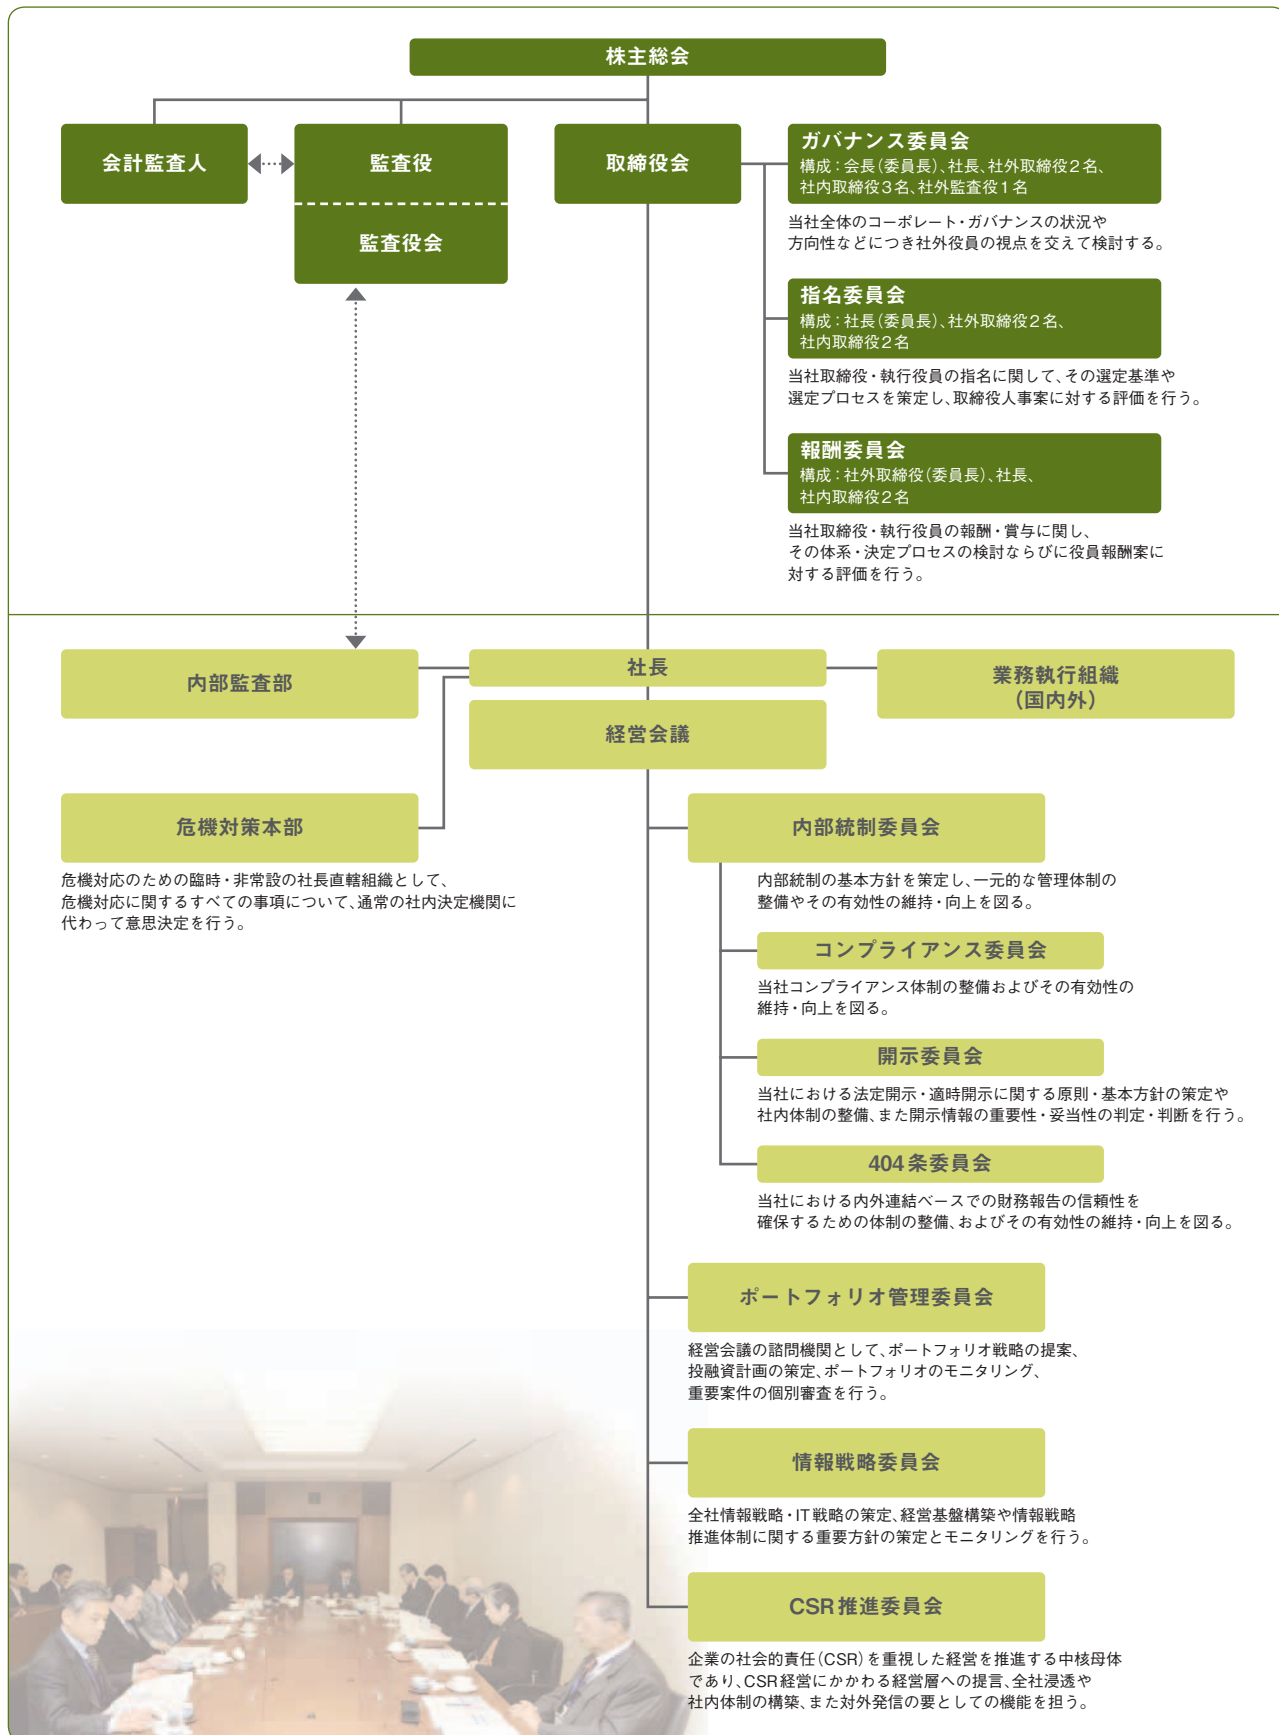 株主総会
会計監査人
監査役
監査役会
取締役会
ガバナンス委員会
構成：会長（委員長）、社長、社外取締役2名、
社内取締役3名、社外監査役1名
当社全体のコーポレート・ガバナンスの状況や
方向性などにつき社外役員の視点を交えて検討する。
指名委員会
構成：社長（委員長）、社外取締役2名、
社内取締役2名
当社取締役・執行役員の指名に関して、その選定基準や
選定プロセスを策定し、取締役人事案に対する評価を行う。
報酬委員会
構成：社外取締役（委員長）、社長、
社内取締役2名
当社取締役・執行役員の報酬・賞与に関し、
その体系・決定プロセスの検討ならびに役員報酬案に
対する評価を行う。
内部監査部
社長
業務執行組織
（国内外）
経営会議
危機対策本部
危機対応のための臨時・非常設の社長直轄組織として、
危機対応に関するすべての事項について、通常の社内決定機関に
代わって意思決定を行う。
内部統制委員会
内部統制の基本方針を策定し、一元的な管理体制の
整備やその有効性の維持・向上を図る。
コンプライアンス委員会
当社コンプライアンス体制の整備およびその有効性の
維持・向上を図る。
開示委員会
当社における法定開示・適時開示に関する原則・基本方針の策定や
社内体制の整備、また開示情報の重要性・妥当性の判定・判断を行う。
404条委員会
当社における内外連結ベースでの財務報告の信頼性を
確保するための体制の整備、およびその有効性の維持・向上を図る。
ポートフォリオ管理委員会
経営会議の諮問機関として、ポートフォリオ戦略の提案、
投融資計画の策定、ポートフォリオのモニタリング、
重要案件の個別審査を行う。
情報戦略委員会
全社情報戦略・IT戦略の策定、経営基盤構築や情報戦略
推進体制に関する重要方針の策定とモニタリングを行う。
CSR推進委員会
企業の社会的責任（CSR）を重視した経営を推進する中核母体
であり、CSR経営にかかわる経営層への提言、全社浸透や
社内体制の構築、また対外発信の要としての機能を担う。